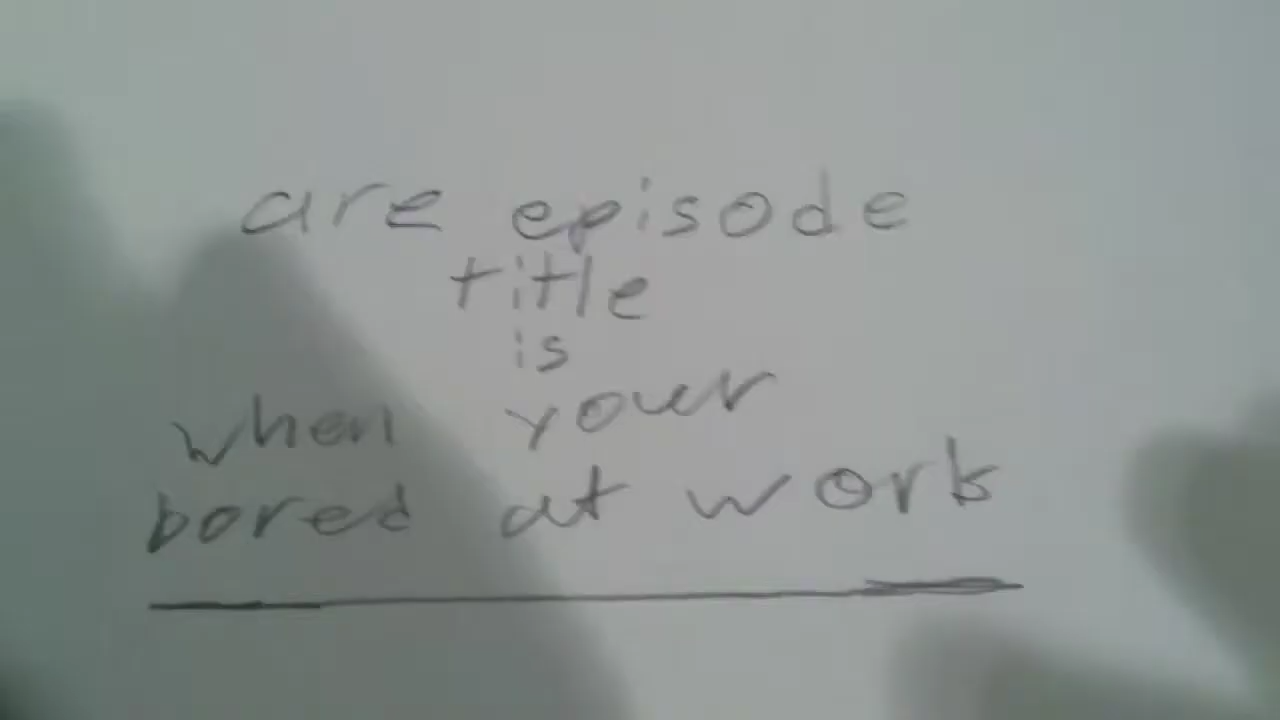 are episode
title
is
when your
bored at work